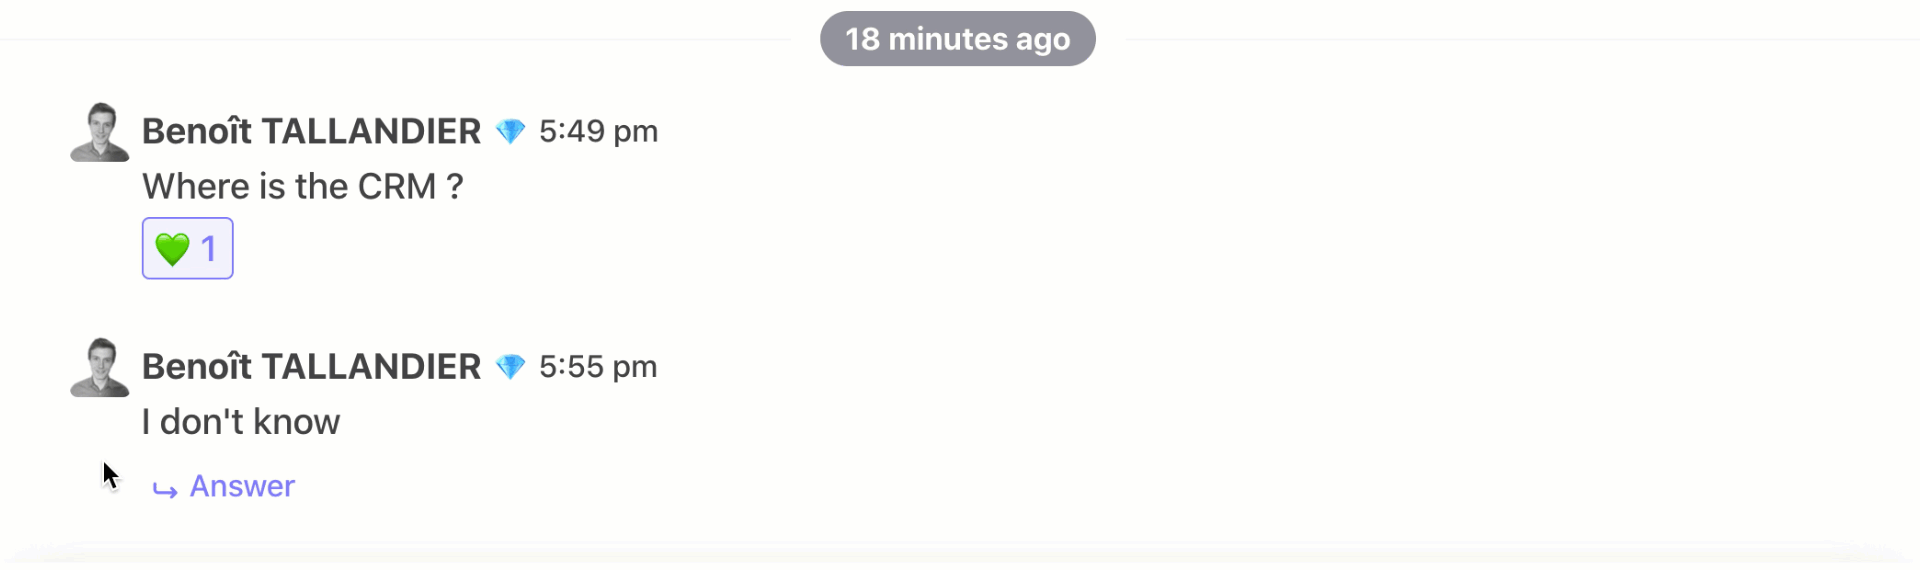 18 minutes ago
Benoît TALLANDIER 💎 5:49 pm
Where is the CRM ?
💚 1
Benoît TALLANDIER 💎 5:55 pm
I don't know
↪ Answer